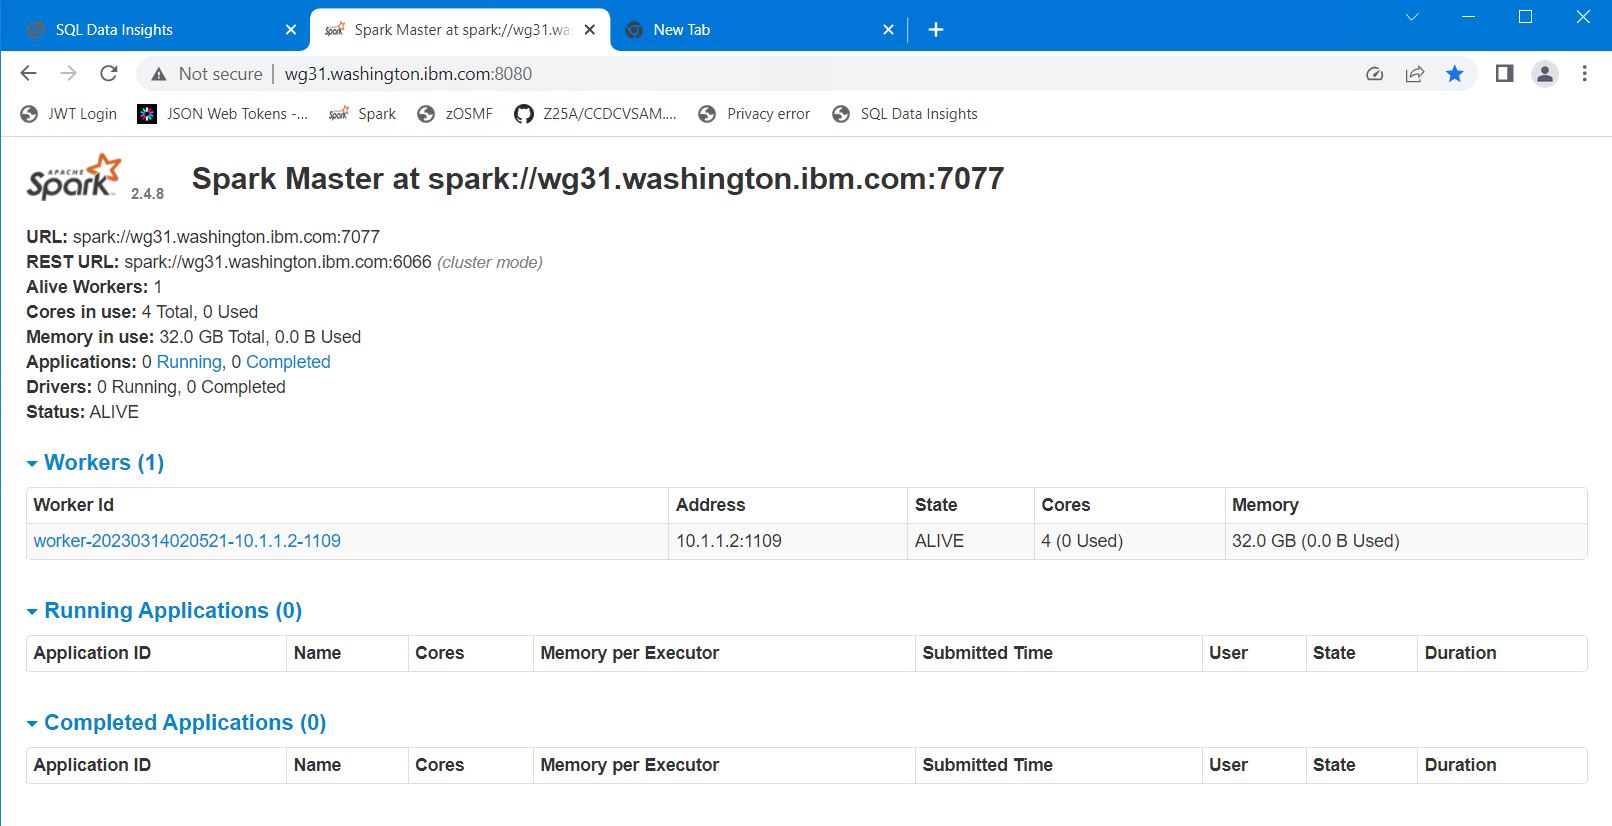 SQL Data Insights
Spark Master at spark://wg31.was
New Tab
Not secure | wg31.washington.ibm.com:8080
JWT Login
JSON Web Tokens -...
Spark
zOSMF
Z25A/CCDCVSAM....
Privacy error
SQL Data Insights
APACHE
Spark
2.4.8
Spark Master at spark://wg31.washington.ibm.com:7077
URL: spark://wg31.washington.ibm.com:7077
REST URL: spark://wg31.washington.ibm.com:6066 (cluster mode)
Alive Workers: 1
Cores in use: 4 Total, 0 Used
Memory in use: 32.0 GB Total, 0.0 B Used
Applications: 0 Running, 0 Completed
Drivers: 0 Running, 0 Completed
Status: ALIVE
Workers (1)
Worker Id Address State Cores Memory
worker-20230314020521-10.1.1.2-1109 10.1.1.2:1109 ALIVE 4 (0 Used) 32.0 GB (0.0 B Used)
Running Applications (0)
Application ID Name Cores Memory per Executor Submitted Time User State Duration
Completed Applications (0)
Application ID Name Cores Memory per Executor Submitted Time User State Duration